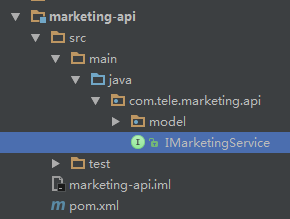 marketing-api
src
main
java
com.tele.marketing.api
model
I IMarketingService
test
marketing-api.iml
m pom.xml